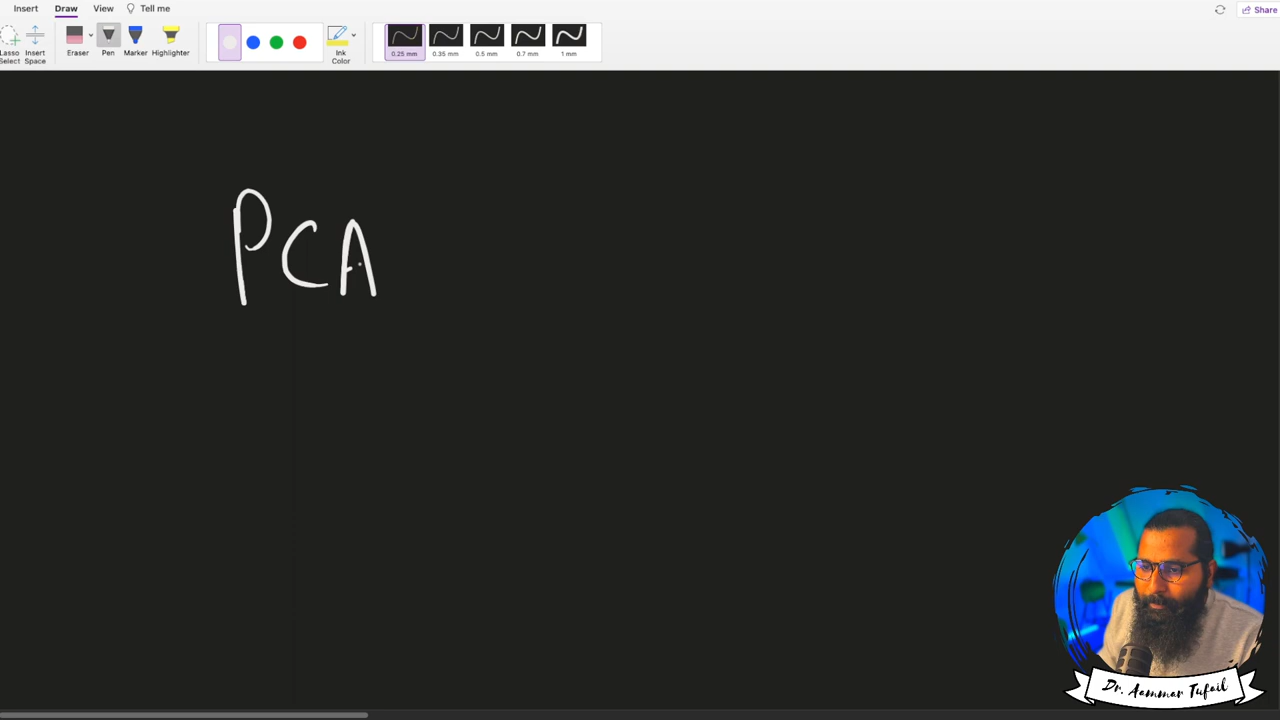 Insert Draw View Tell me Share
Lasso Select
Insert Space
Eraser
Pen
Marker
Highlighter
Ink Color
0.25 mm
0.35 mm
0.5 mm
0.7 mm
1 mm
PCA
Dr. Aammar Tufail